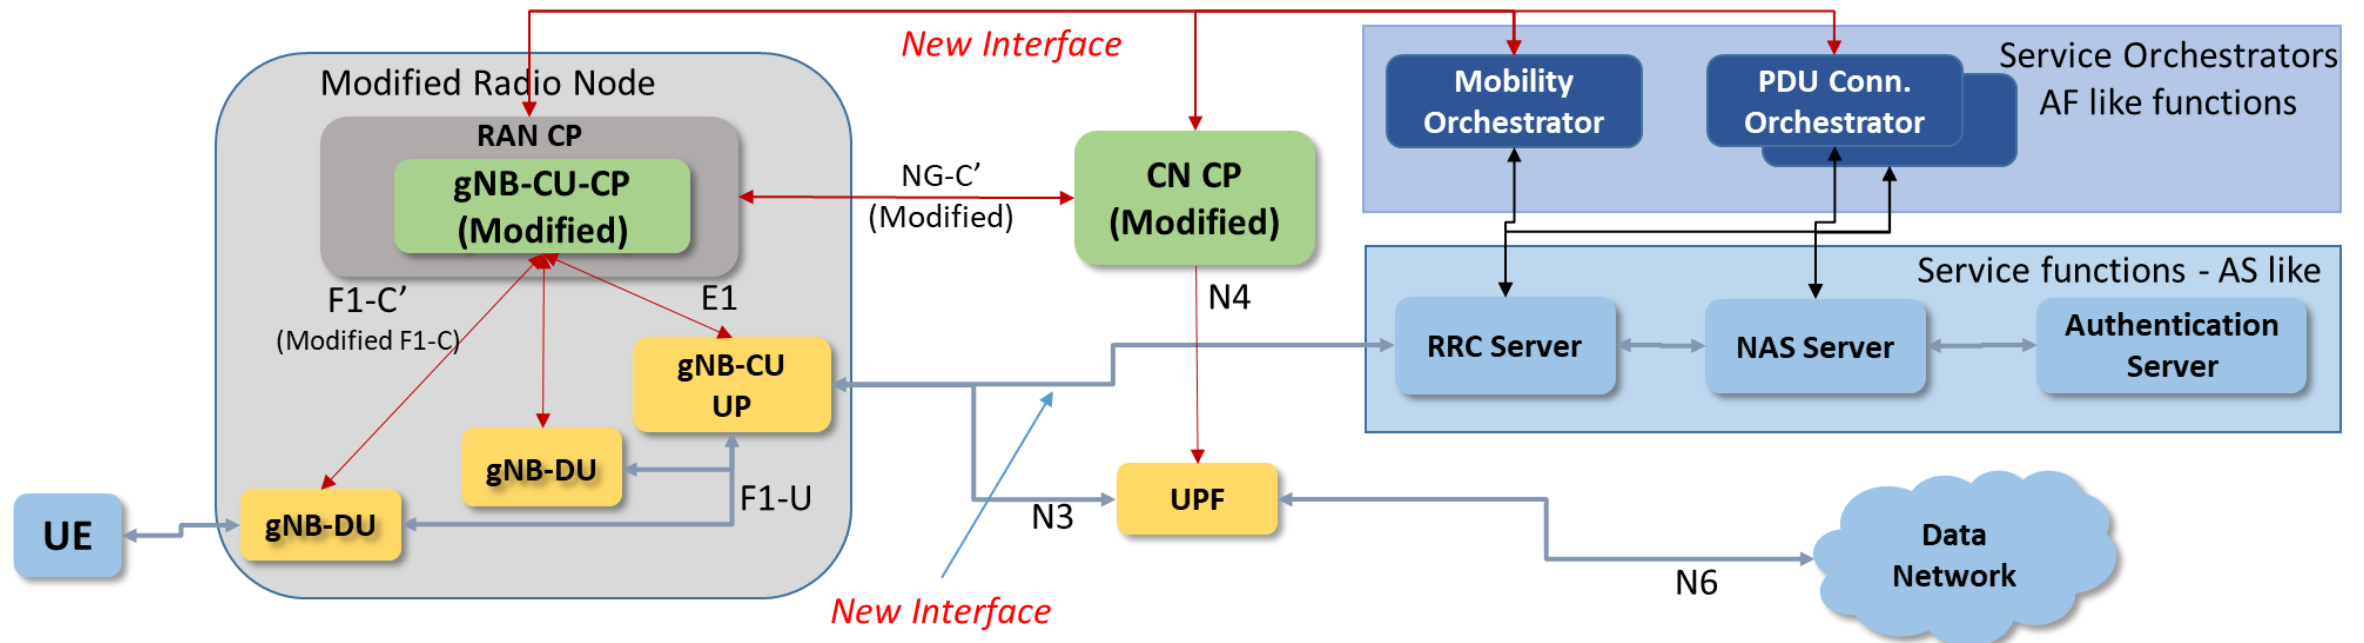 New Interface
Modified Radio Node
RAN CP
gNB-CU-CP
(Modified)
F1-C’
(Modified F1-C)
E1
gNB-CU
UP
gNB-DU
F1-U
gNB-DU
UE
NG-C’
(Modified)
CN CP
(Modified)
N4
N3
UPF
New Interface
N6
Data
Network
Service Orchestrators
AF like functions
Mobility
Orchestrator
PDU Conn.
Orchestrator
Service functions - AS like
RRC Server
NAS Server
Authentication
Server